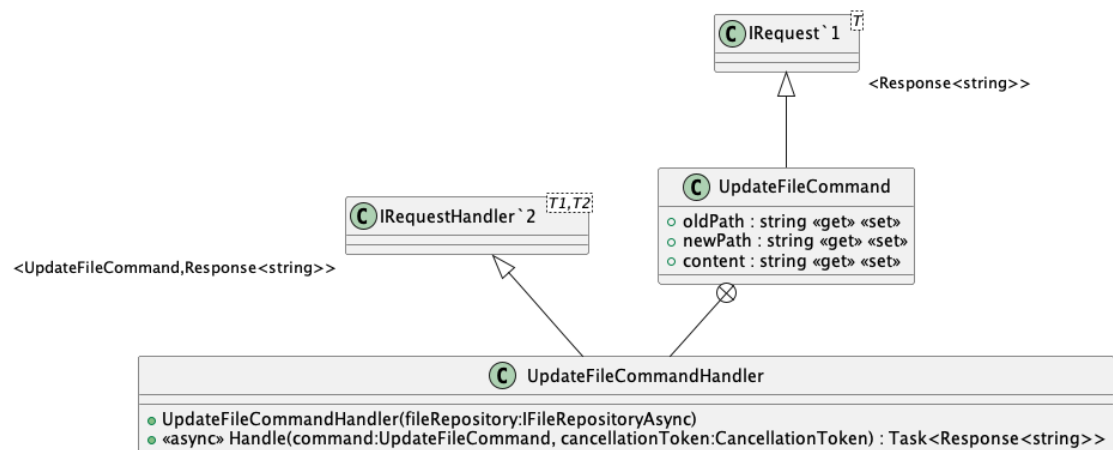 C IRequest`1 T
<Response<string>>
C UpdateFileCommand
oldPath : string «get» «set»
newPath : string «get» «set»
content : string «get» «set»
C IRequestHandler`2 T1,T2
<UpdateFileCommand,Response<string>>
C UpdateFileCommandHandler
UpdateFileCommandHandler(fileRepository:IFileRepositoryAsync)
«async» Handle(command:UpdateFileCommand, cancellationToken:CancellationToken) : Task<Response<string>>